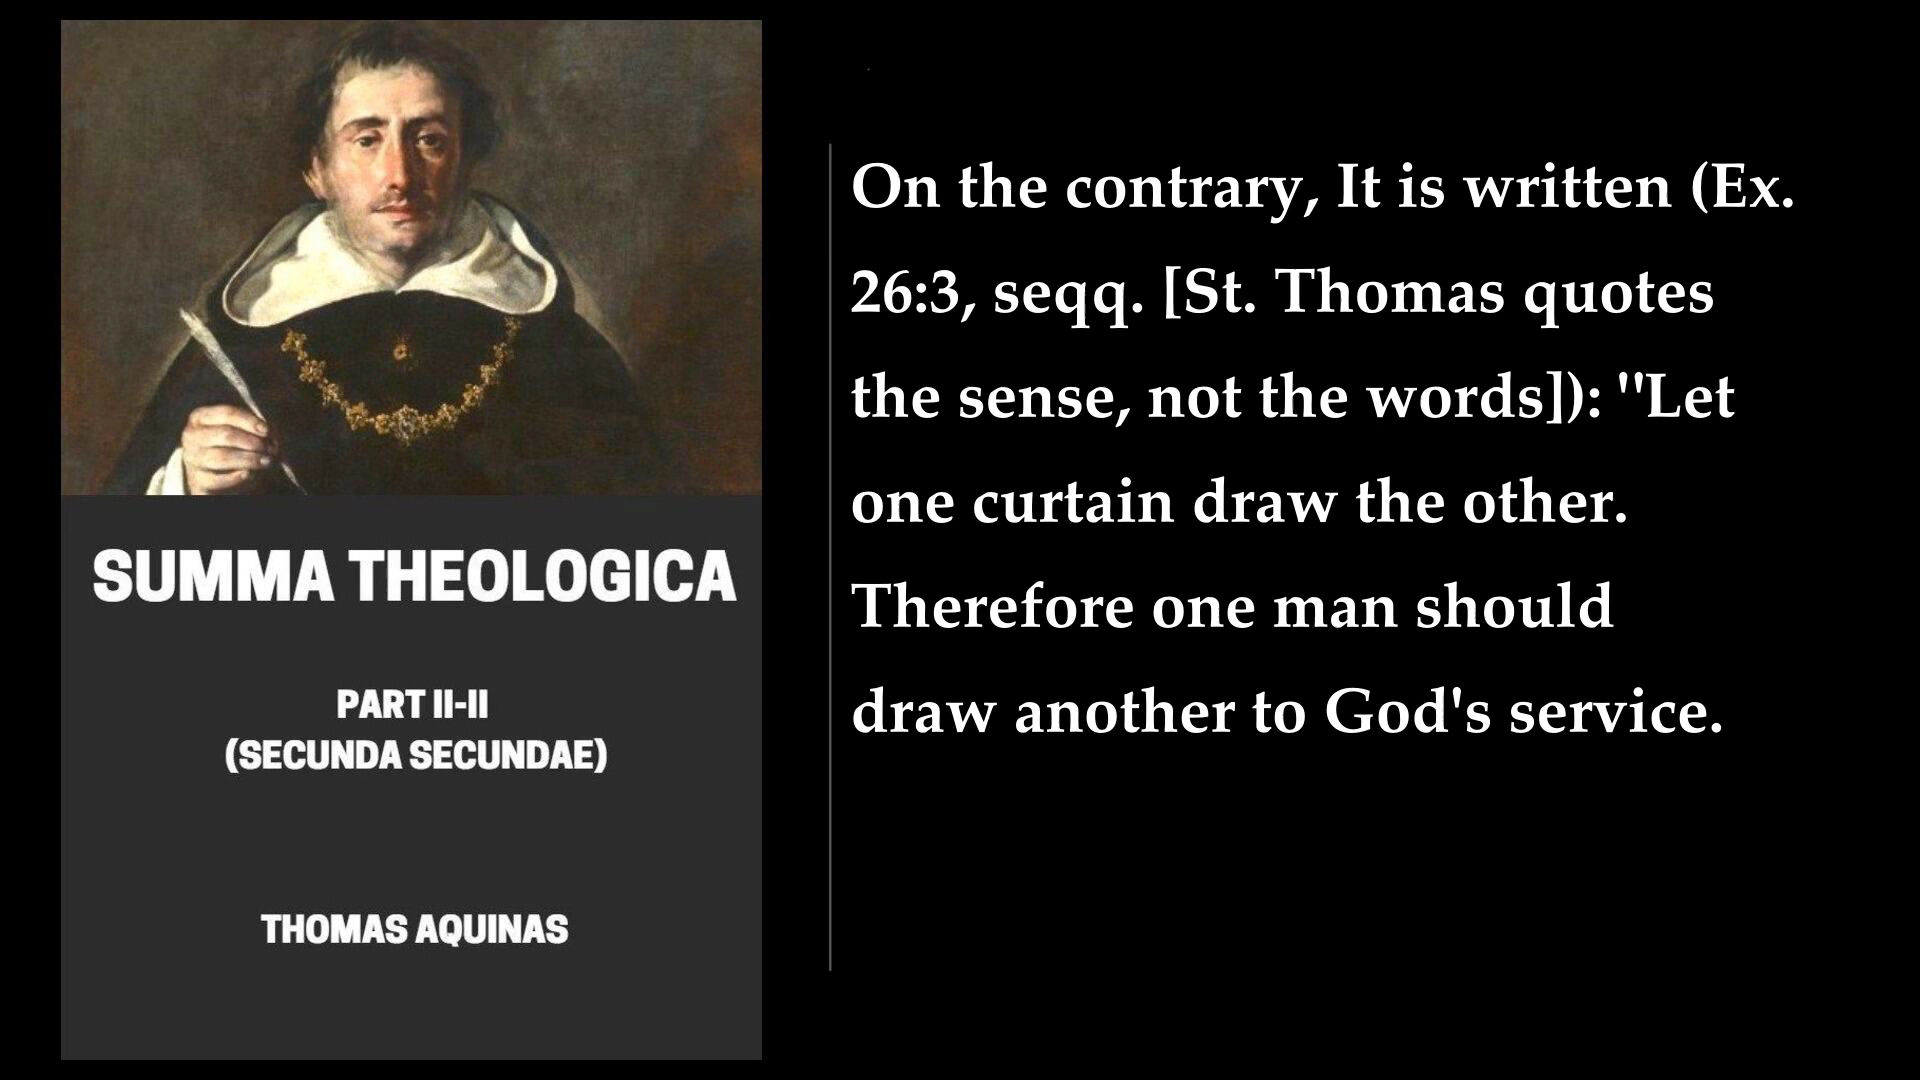 SUMMA THEOLOGICA
PART II-II
(SECUNDA SECUNDAE)
THOMAS AQUINAS
On the contrary, It is written (Ex.
26:3, seqq. [St. Thomas quotes
the sense, not the words]): "Let
one curtain draw the other.
Therefore one man should
draw another to God's service.